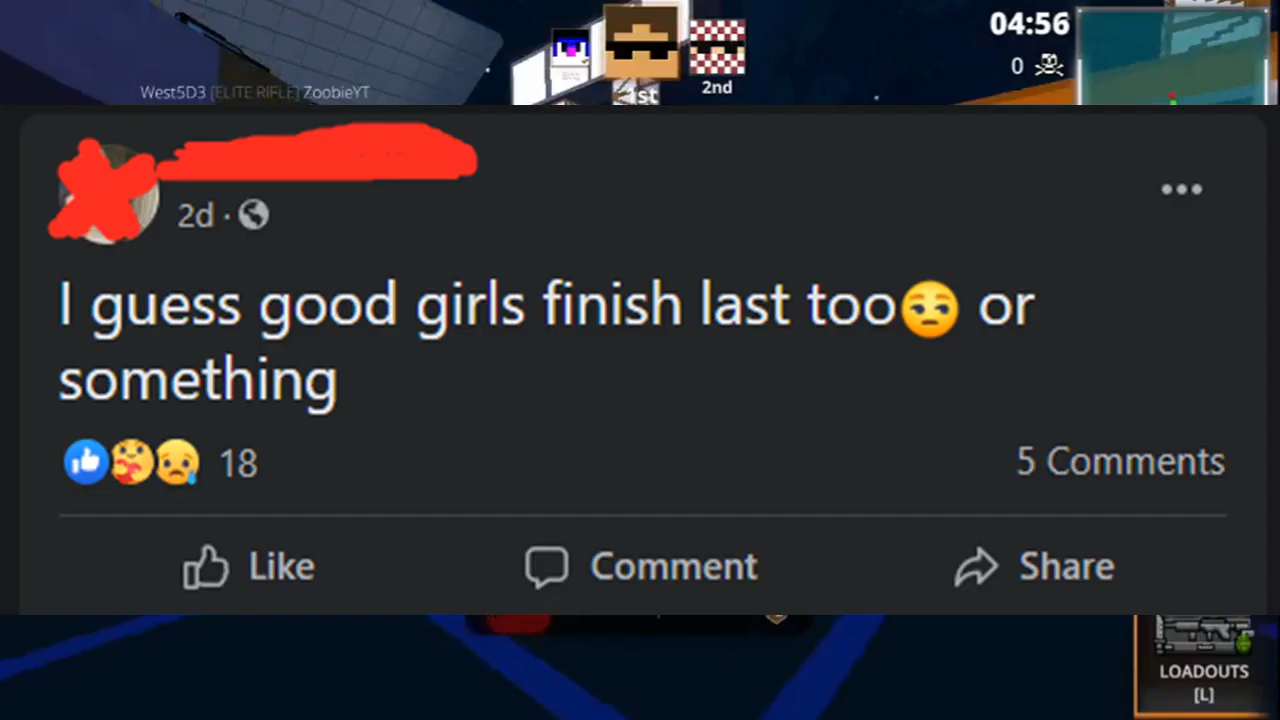 04:56
0
West5D3 [ELITE RIFLE] ZoobieYT
1st
2nd
2d ·
I guess good girls finish last too😒 or
something
18
5 Comments
Like
Comment
Share
LOADOUTS
[L]